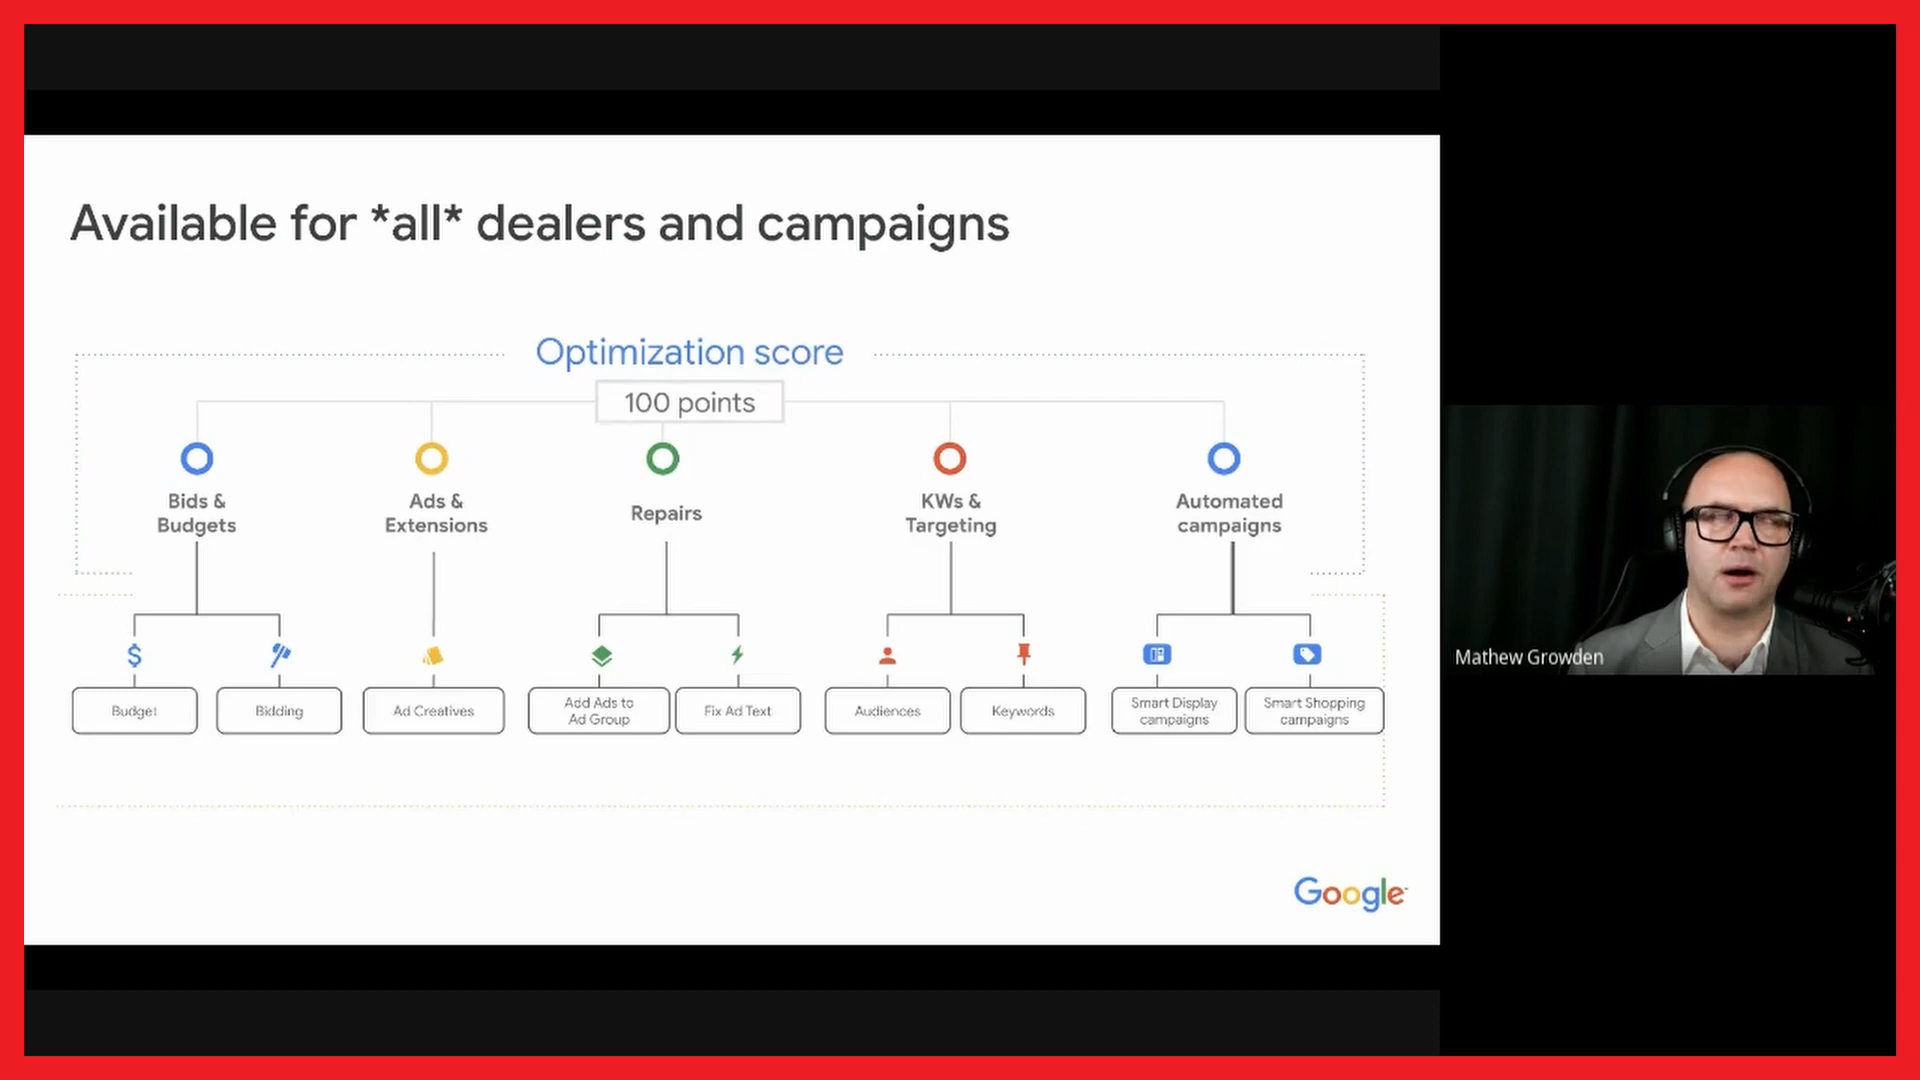 Available for *all* dealers and campaigns
Optimization score
100 points
Bids &
Budgets
Ads &
Extensions
Repairs
KWs &
Targeting
Automated
campaigns
Budget
Bidding
Ad Creatives
Add Ads to
Ad Group
Fix Ad Text
Audiences
Keywords
Smart Display
campaigns
Smart Shopping
campaigns
Google
Mathew Growden